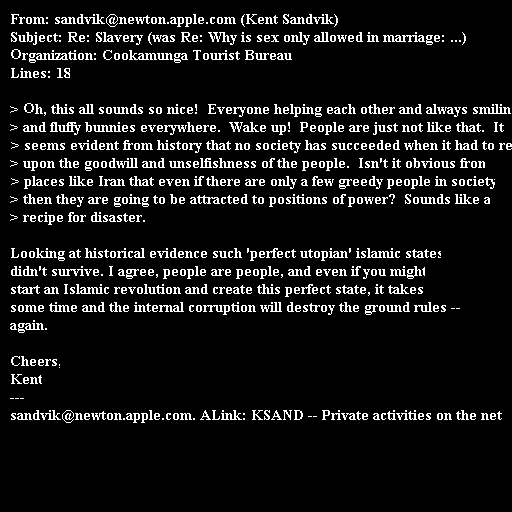 From: sandvik@newton.apple.com (Kent Sandvik)
Subject: Re: Slavery (was Re: Why is sex only allowed in marriage: ...)
Organization: Cookamunga Tourist Bureau
Lines: 18

> Oh, this all sounds so nice!  Everyone helping each other and always smilin
> and fluffy bunnies everywhere.  Wake up!  People are just not like that.  It
> seems evident from history that no society has succeeded when it had to re
> upon the goodwill and unselfishness of the people.  Isn't it obvious fron
> places like Iran that even if there are only a few greedy people in society
> then they are going to be attracted to positions of power?  Sounds like a
> recipe for disaster.

Looking at historical evidence such 'perfect utopian' islamic states
didn't survive. I agree, people are people, and even if you might
start an Islamic revolution and create this perfect state, it takes
some time and the internal corruption will destroy the ground rules --
again.

Cheers,
Kent
---
sandvik@newton.apple.com. ALink: KSAND -- Private activities on the net